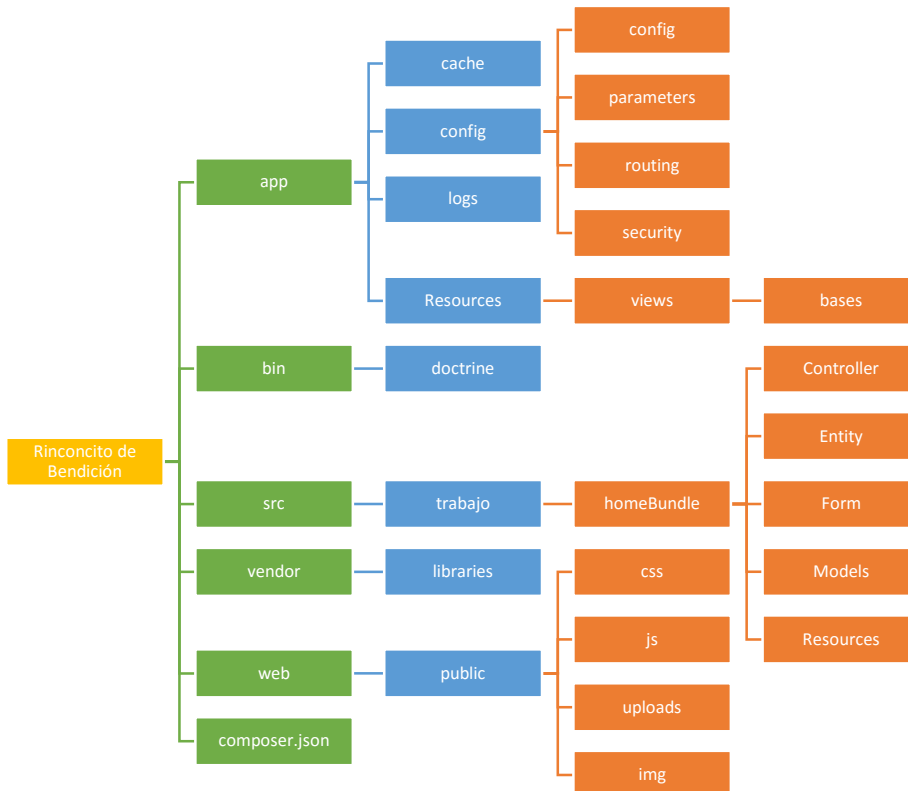 Rinconcito de
Bendición
app
cache
config
config
parameters
routing
security
logs
Resources
views
bases
bin
doctrine
src
trabajo
homeBundle
Controller
Entity
Form
Models
Resources
vendor
libraries
web
public
css
js
uploads
img
composer.json